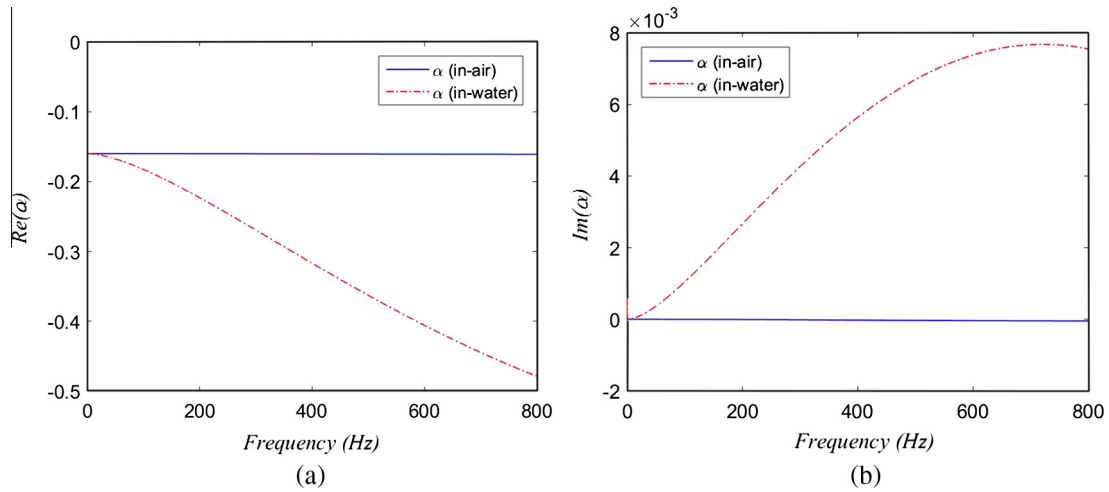 0
-0.1
-0.2
-0.3
-0.4
-0.5
0
200
400
600
800
Re(α)
Frequency (Hz)
α (in-air)
α (in-water)
(a)
×10⁻³
8
6
4
2
0
-2
0
200
400
600
800
Im(α)
Frequency (Hz)
α (in-air)
α (in-water)
(b)